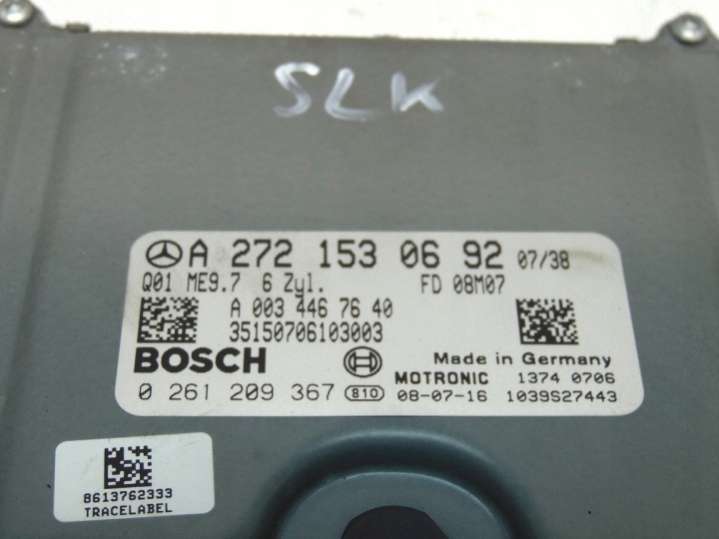 SLK
A 272 153 06 92 07/38
Q01 ME9.7 6 Zyl. FD 08M07
A 003 446 76 40
35150706103003
BOSCH Made in Germany
MOTRONIC 1374 0706
0 261 209 367 810 08-07-16 1039S27443
8613762333
TRACELABEL